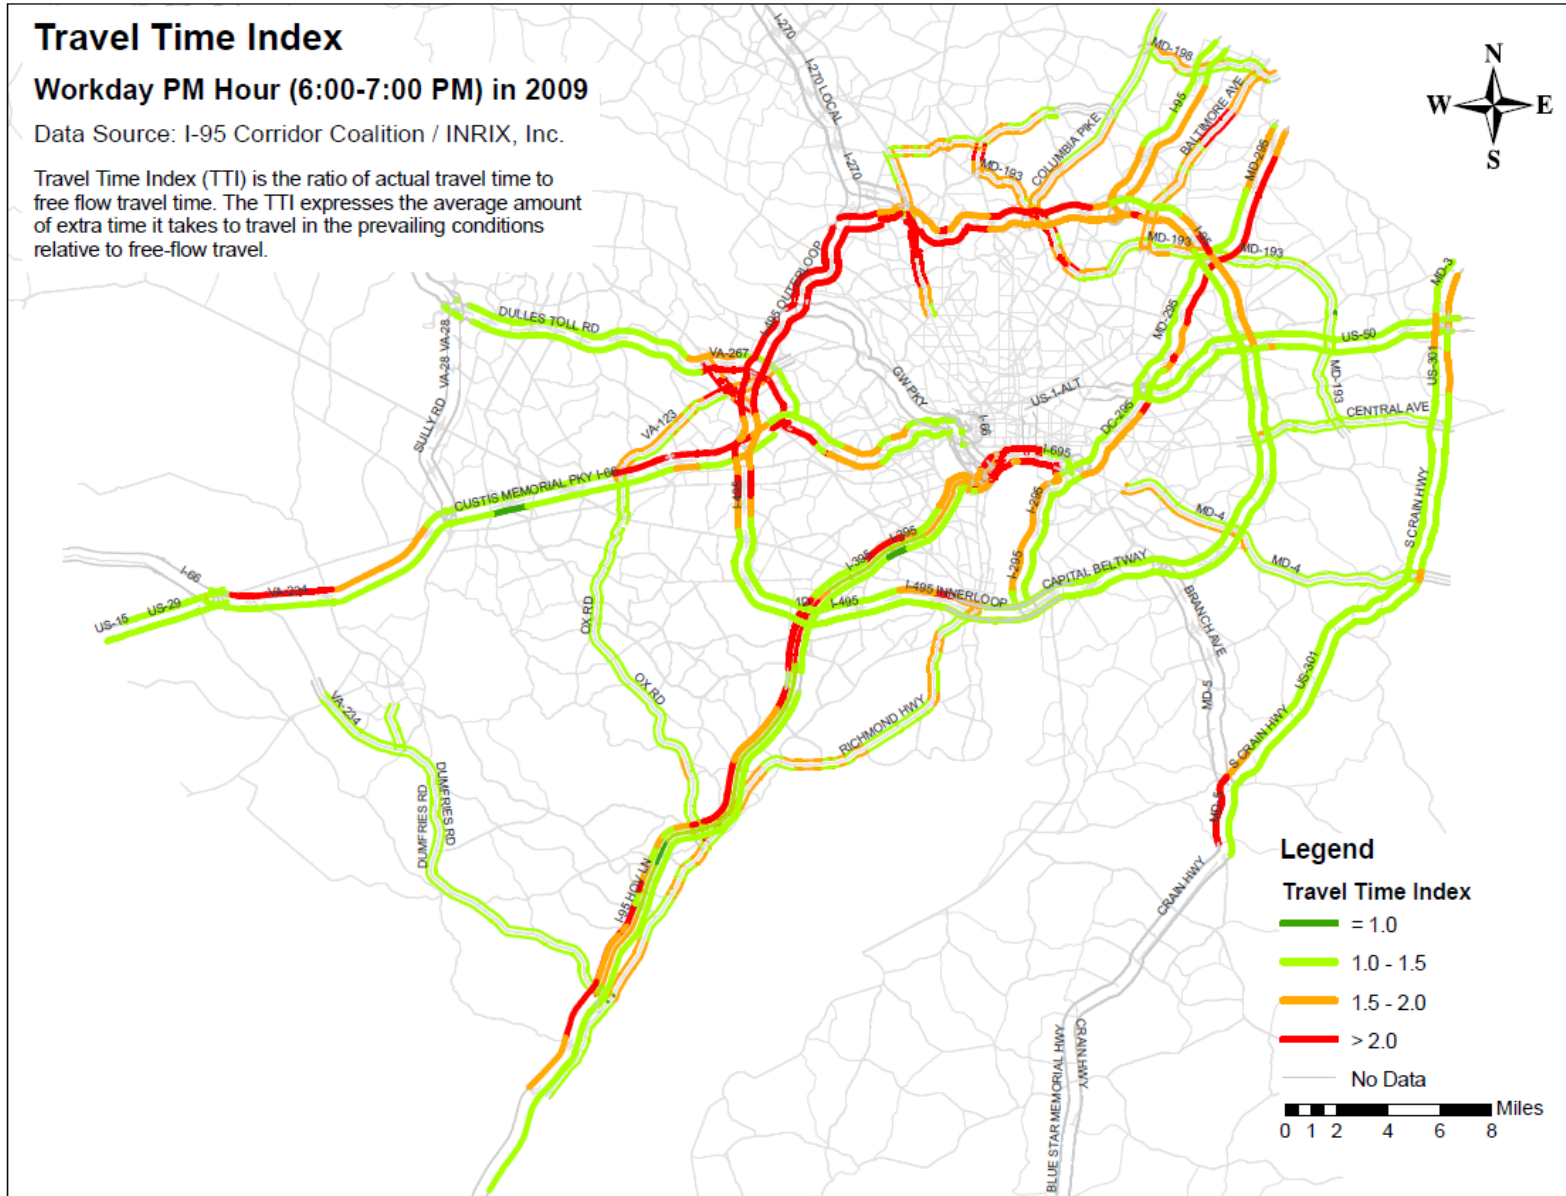 Travel Time Index
Workday PM Hour (6:00-7:00 PM) in 2009
Data Source: I-95 Corridor Coalition / INRIX, Inc.
Travel Time Index (TTI) is the ratio of actual travel time to
free flow travel time. The TTI expresses the average amount
of extra time it takes to travel in the prevailing conditions
relative to free-flow travel.
N
W E
S
I-270
I-270 LOCAL
I-270
MD-198
I-95
BALTIMORE AVE
COLUMBIA PIKE
MD-193
MD-295
I-95
MD-193
MD-193
MD-3
I-495 OUTERLOOP
DULLES TOLL RD
VA-28
VA-28
VA-267
MD-295
US-50
US-301
GW PKY
US-1-ALT
MD-193
CENTRAL AVE
SULLY RD
VA-123
I-66
DC-295
I-695
CUSTIS MEMORIAL PKY
I-66
I-495
I-295
MD-4
S CRAIN HWY
I-395
I-395
I-295
CAPITAL BELTWAY
MD-4
I-66
VA-234
I-495 INNERLOOP
I-495
US-29
US-15
OX RD
BRANCH AVE
OX RD
US-301
MD-5
VA-234
RICHMOND HWY
S CRAIN HWY
DUMFRIES RD
DUMFRIES RD
MD-5
I-95 HOV LN
CRAIN HWY
BLUE STAR MEMORIAL HWY
CRAIN HWY
Legend
Travel Time Index
= 1.0
1.0 - 1.5
1.5 - 2.0
> 2.0
No Data
Miles
0 1 2 4 6 8